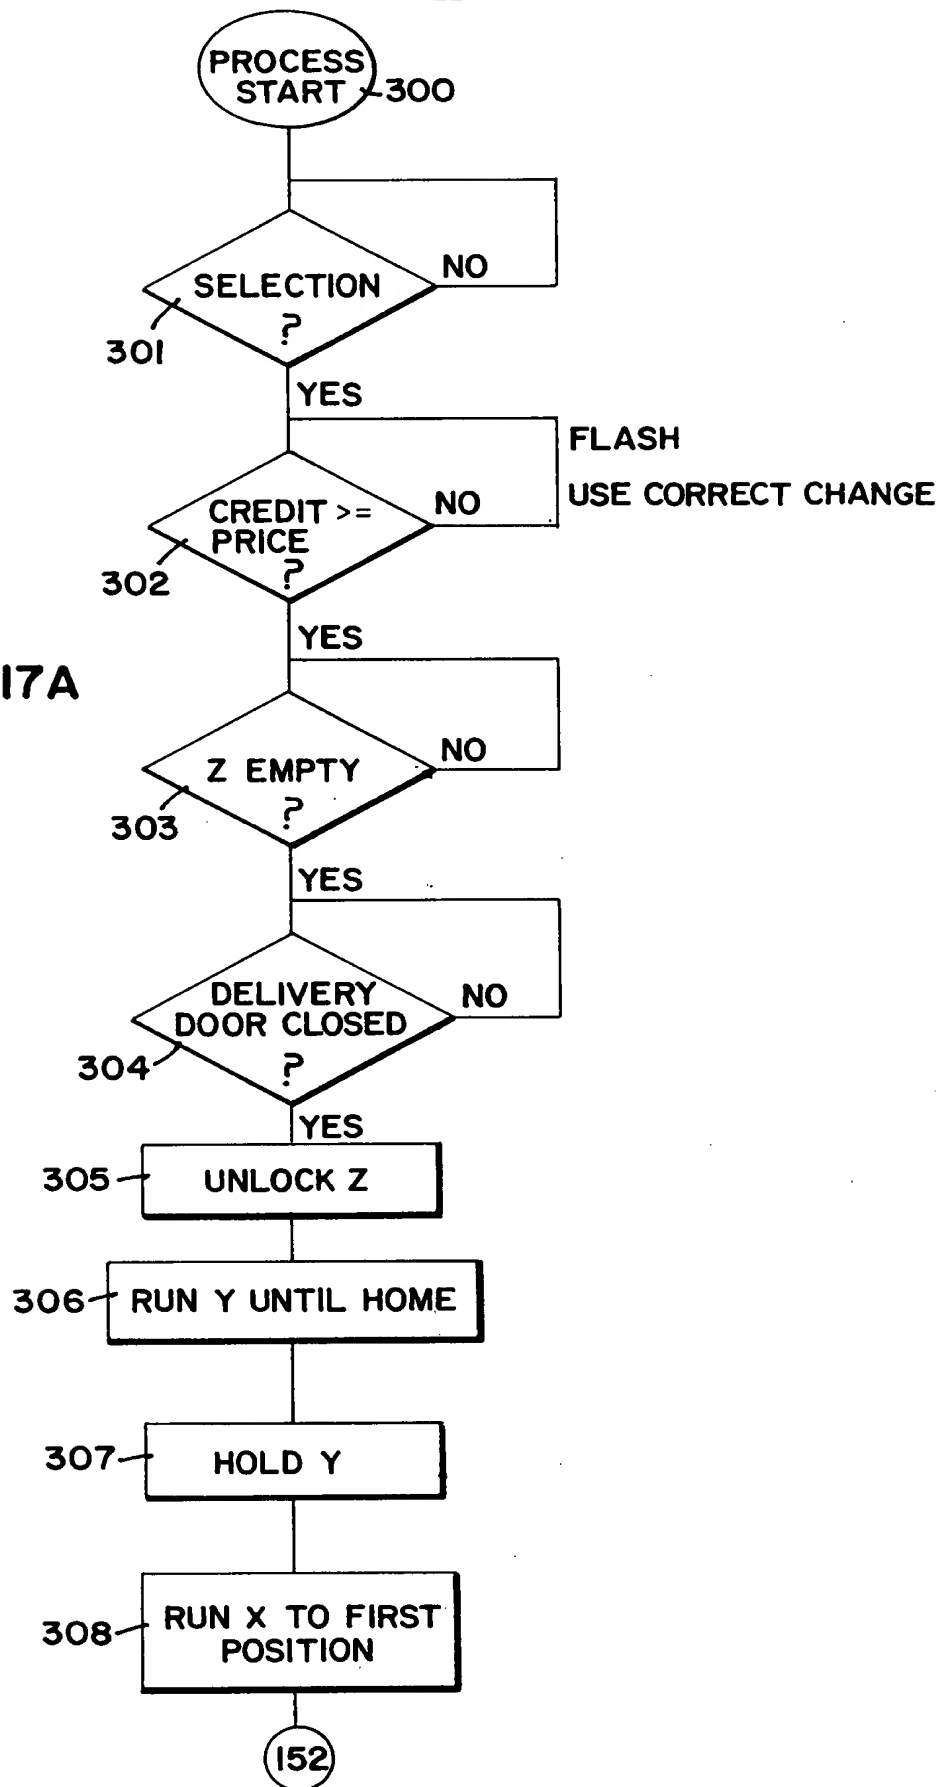 PROCESS
START
300
SELECTION
?
NO
301
YES
FLASH
USE CORRECT CHANGE
CREDIT >=
PRICE
?
NO
302
YES
17A
Z EMPTY
?
NO
303
YES
DELIVERY
DOOR CLOSED
?
NO
304
YES
305
UNLOCK Z
306
RUN Y UNTIL HOME
307
HOLD Y
308
RUN X TO FIRST
POSITION
152